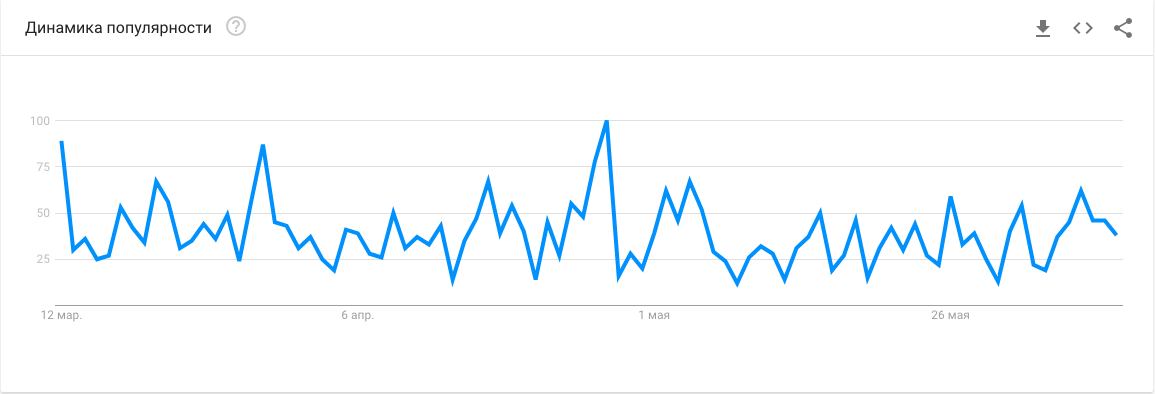 Динамика популярности
?
100
75
50
25
12 мар.
6 апр.
1 мая
26 мая